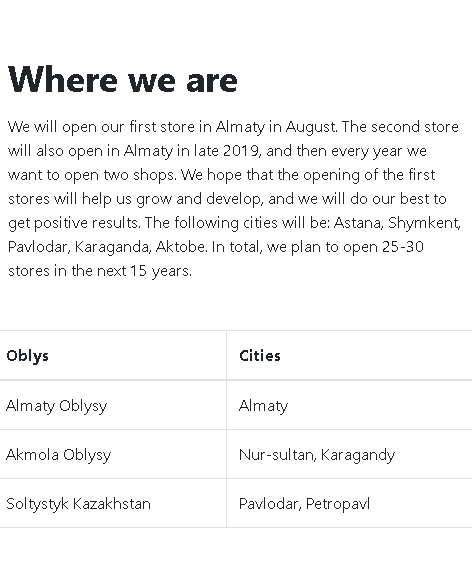 Where we are
We will open our first store in Almaty in August. The second store
will also open in Almaty in late 2019, and then every year we
want to open two shops. We hope that the opening of the first
stores will help us grow and develop, and we will do our best to
get positive results. The following cities will be: Astana, Shymkent,
Pavlodar, Karaganda, Aktobe. In total, we plan to open 25-30
stores in the next 15 years.
Oblys Cities
Almaty Oblysy Almaty
Akmola Oblysy Nur-sultan, Karagandy
Soltystyk Kazakhstan Pavlodar, Petropavl